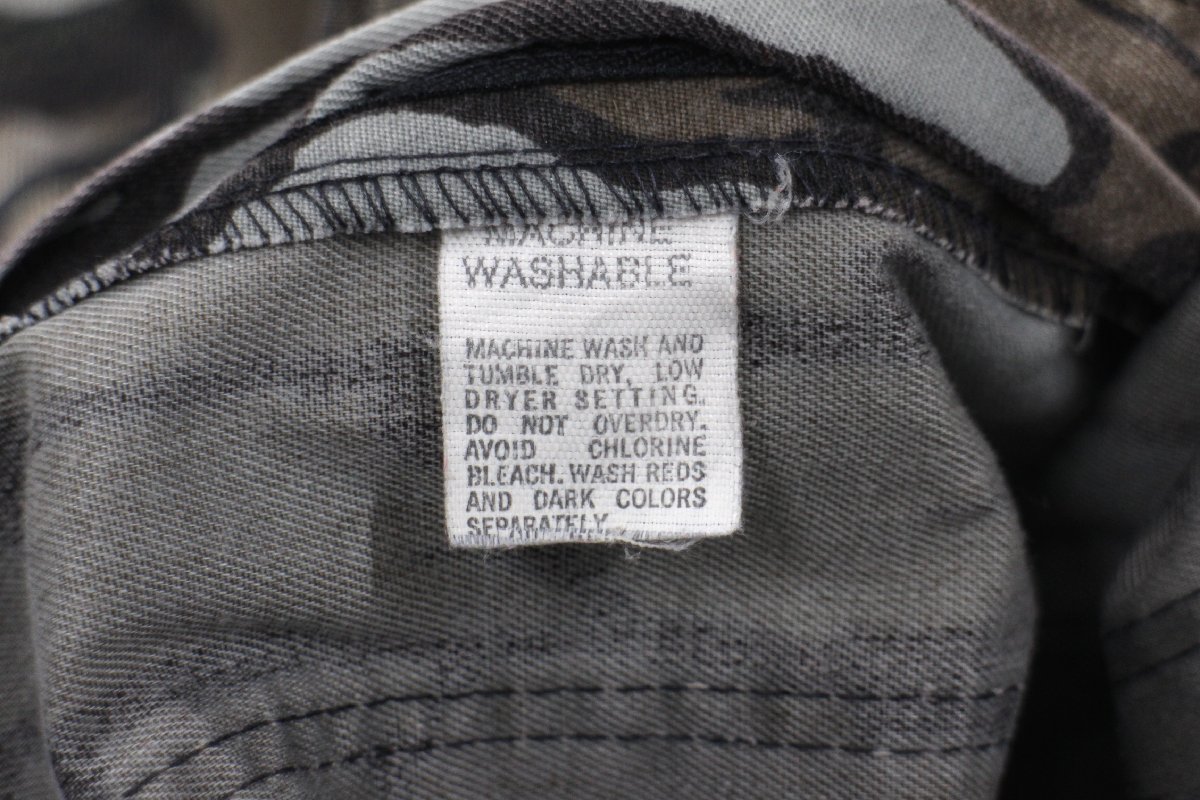 MACHINE
WASHABLE
MACHINE WASH AND
TUMBLE DRY, LOW
DRYER SETTING.
DO NOT OVERDRY.
AVOID CHLORINE
BLEACH. WASH REDS
AND DARK COLORS
SEPARATELY.